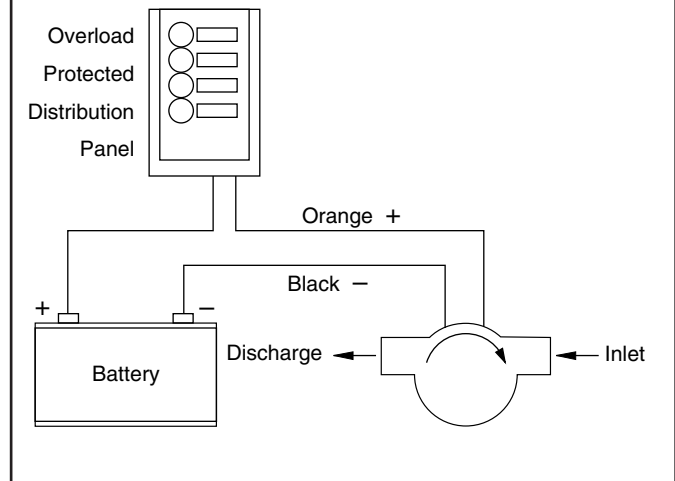 Overload
Protected
Distribution
Panel
Orange +
Black −
+
−
Battery
Discharge
Inlet